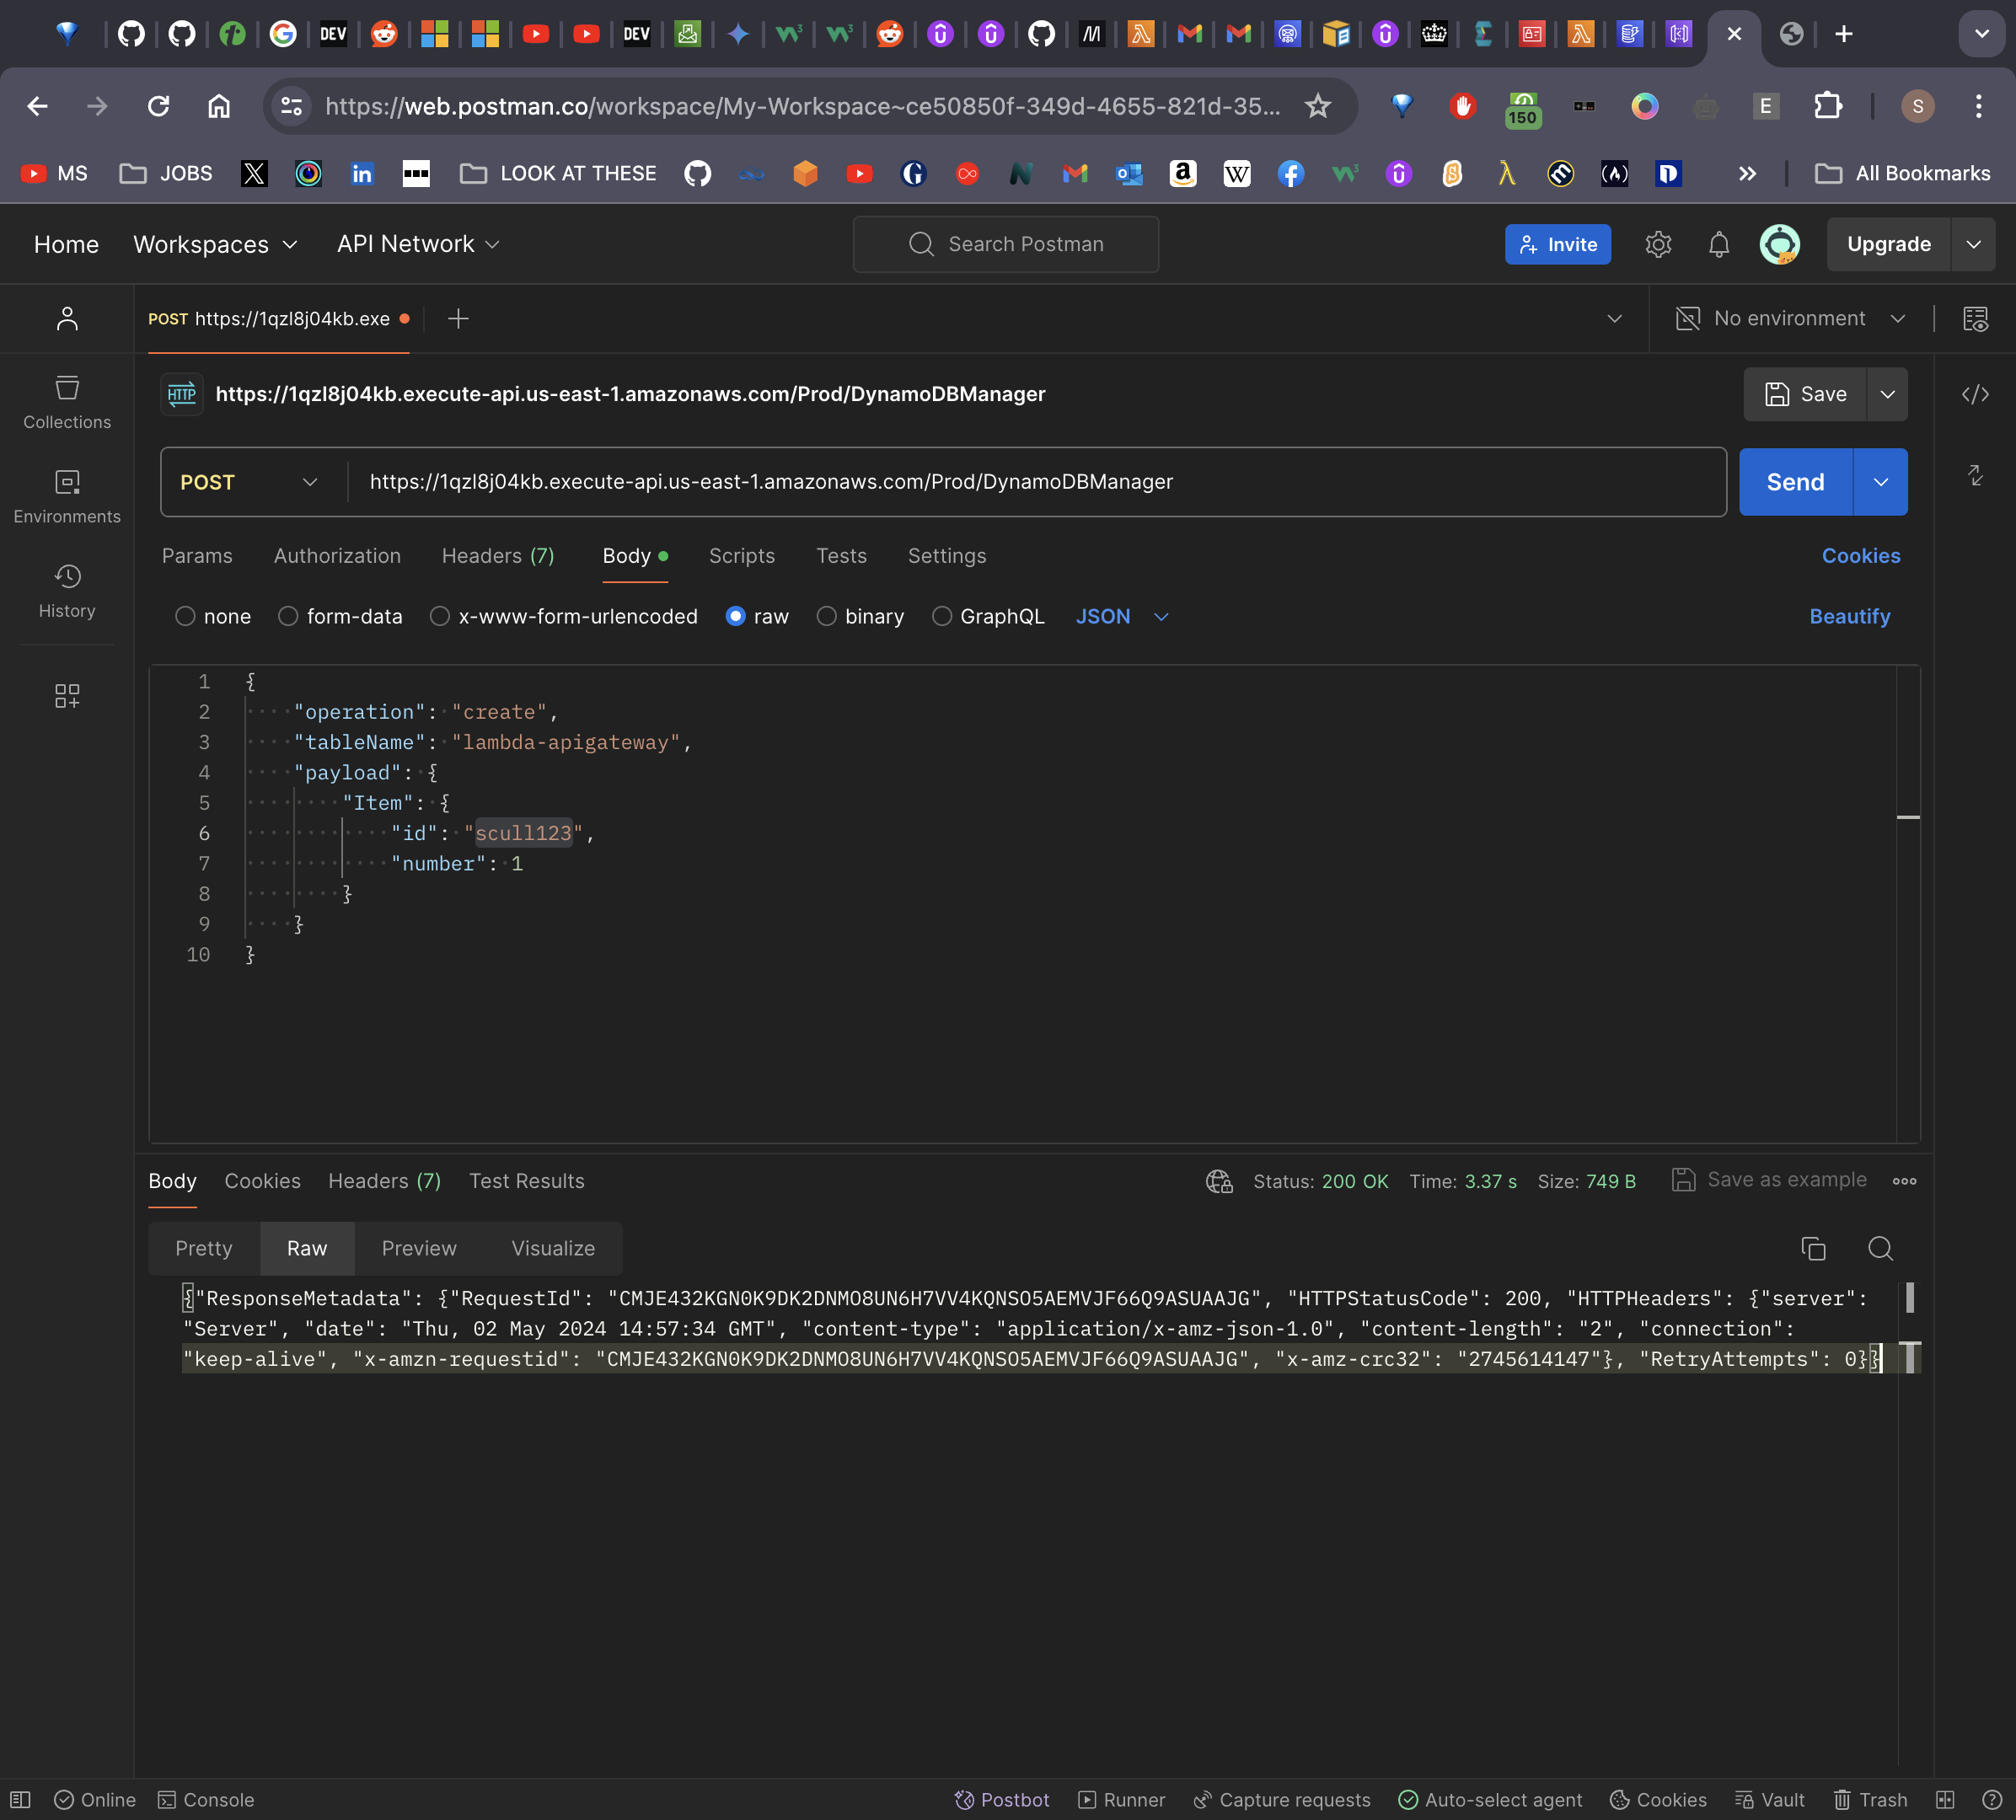 DEV
DEV
https://web.postman.co/workspace/My-Workspace~ce50850f-349d-4655-821d-35...
150
E
S
MS
JOBS
LOOK AT THESE
All Bookmarks
Home
Workspaces
API Network
Search Postman
Invite
Upgrade
POST https://1qzl8j04kb.exe
No environment
HTTP
https://1qzl8j04kb.execute-api.us-east-1.amazonaws.com/Prod/DynamoDBManager
Save
Collections
POST
https://1qzl8j04kb.execute-api.us-east-1.amazonaws.com/Prod/DynamoDBManager
Send
Environments
Params
Authorization
Headers (7)
Body
Scripts
Tests
Settings
Cookies
History
none
form-data
x-www-form-urlencoded
raw
binary
GraphQL
JSON
Beautify
1 {
2 "operation": "create",
3 "tableName": "lambda-apigateway",
4 "payload": {
5 "Item": {
6 "id": "scull123",
7 "number": 1
8 }
9 }
10 }
Body
Cookies
Headers (7)
Test Results
Status: 200 OK
Time: 3.37 s
Size: 749 B
Save as example
Pretty
Raw
Preview
Visualize
{"ResponseMetadata": {"RequestId": "CMJE432KGN0K9DK2DNMO8UN6H7VV4KQNSO5AEMVJF66Q9ASUAAJG", "HTTPStatusCode": 200, "HTTPHeaders": {"server":
"Server", "date": "Thu, 02 May 2024 14:57:34 GMT", "content-type": "application/x-amz-json-1.0", "content-length": "2", "connection":
"keep-alive", "x-amzn-requestid": "CMJE432KGN0K9DK2DNMO8UN6H7VV4KQNSO5AEMVJF66Q9ASUAAJG", "x-amz-crc32": "2745614147"}, "RetryAttempts": 0}}
Online
Console
Postbot
Runner
Capture requests
Auto-select agent
Cookies
Vault
Trash